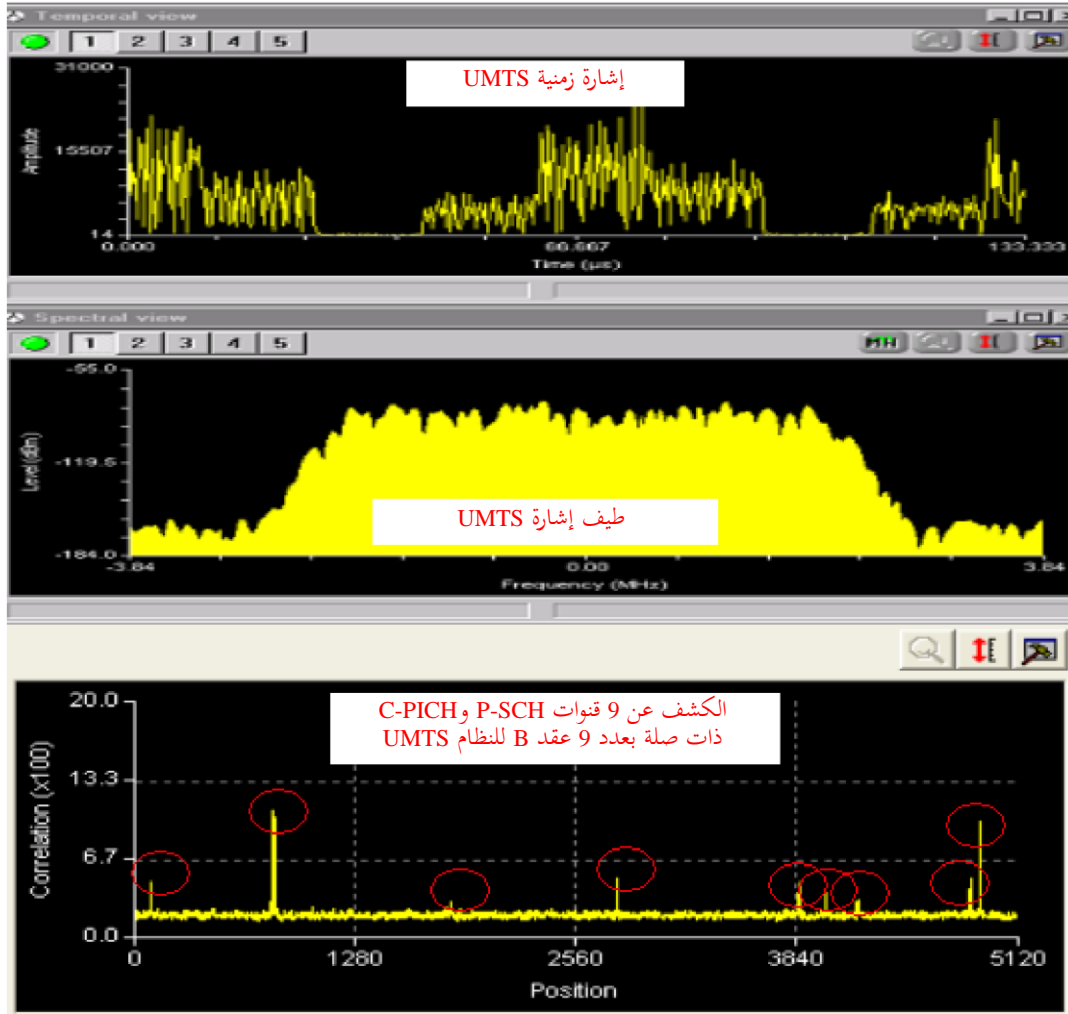 Temporal view
1 2 3 4 5
إشارة زمنية UMTS
31000
15507
14
Amplitude
0.000 66.667 133.333
Time (µs)
Spectral view
1 2 3 4 5
MH
-55.0
-119.5
-184.0
Level (dBm)
طيف إشارة UMTS
-3.84 0.00 3.84
Frequency (MHz)
الكشف عن 9 قنوات P-SCH وC-PICH
ذات صلة بعدد 9 عقد B للنظام UMTS
20.0
13.3
6.7
0.0
Correlation (x100)
0 1280 2560 3840 5120
Position